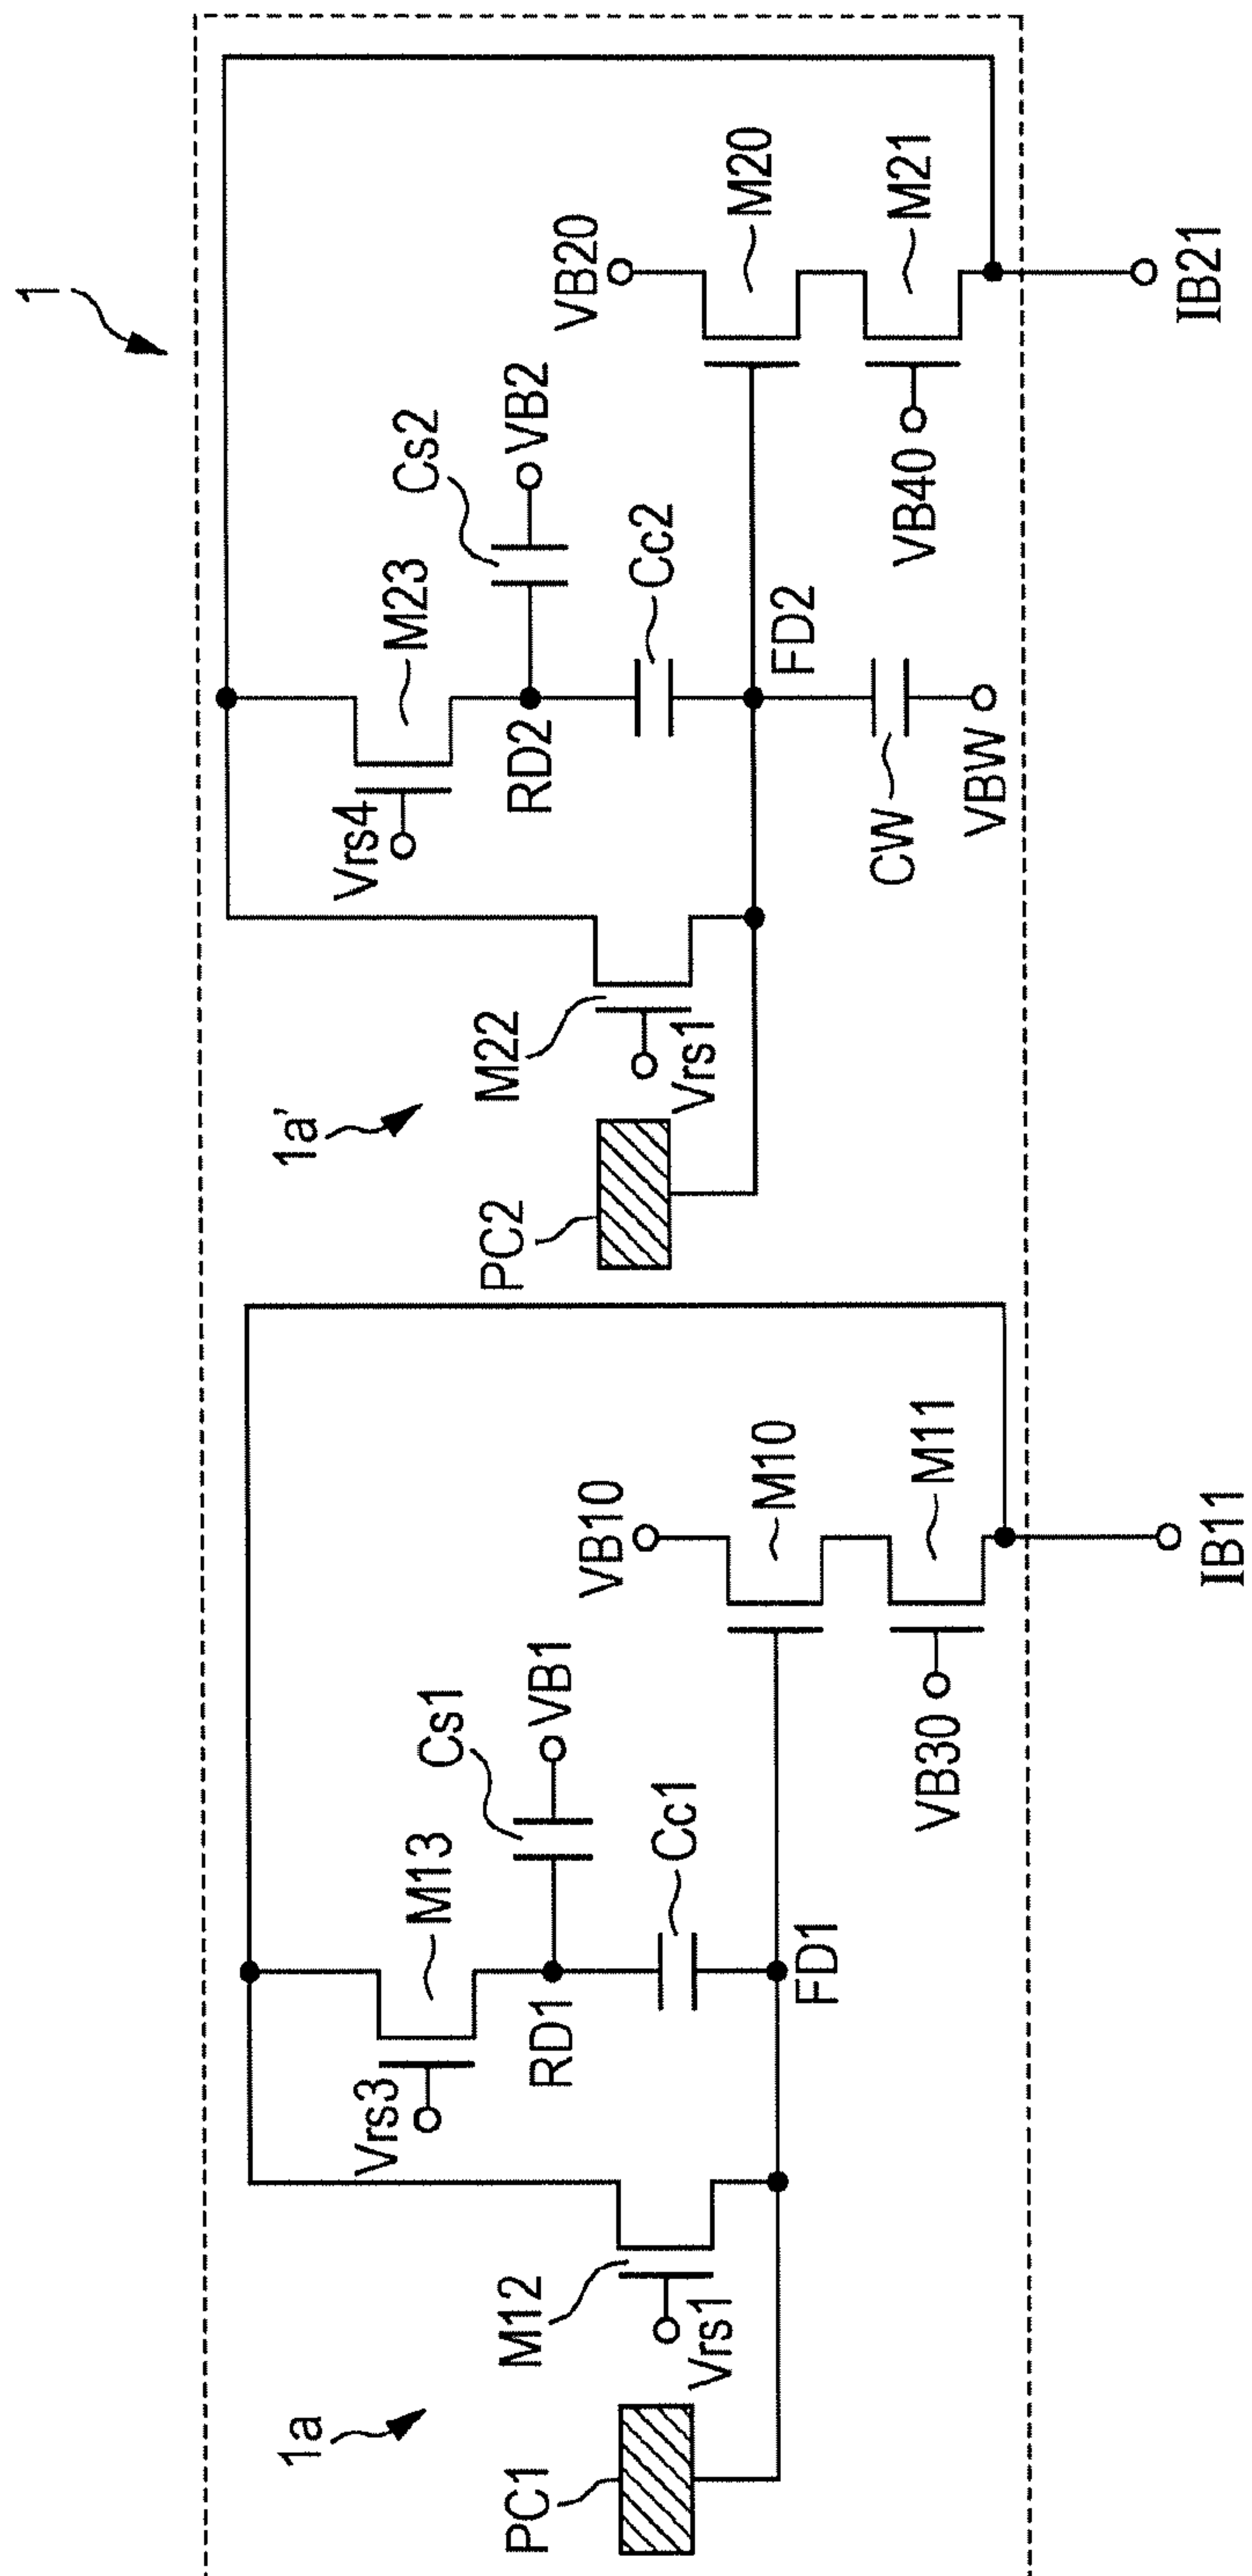 1
1a
M13
Cs1
VB1
Vrs3
RD1
Cc1
VB10
M10
M12
Vrs1
PC1
FD1
M11
VB30
IB11
1a'
M23
Cs2
VB2
Vrs4
RD2
Cc2
VB20
M20
M22
Vrs1
PC2
FD2
M21
CW
VBW
VB40
IB21